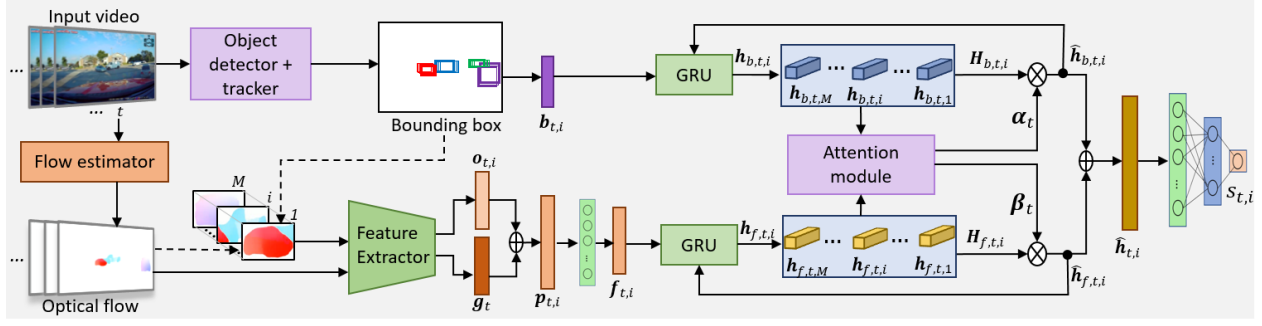 Input video
...
... t
Object
detector +
tracker
Bounding box
b_{t,i}
GRU
h_{b,t,i}
... ...
h_{b,t,M} h_{b,t,i} h_{b,t,1}
H_{b,t,i}
ĥ_{b,t,i}
α_t
Flow estimator
Attention
module
β_t
M
i
1
Feature
Extractor
o_{t,i}
g_t
p_{t,i}
f_{t,i}
GRU
h_{f,t,i}
... ...
h_{f,t,M} h_{f,t,i} h_{f,t,1}
H_{f,t,i}
ĥ_{f,t,i}
ĥ_{t,i}
S_{t,i}
...
Optical flow